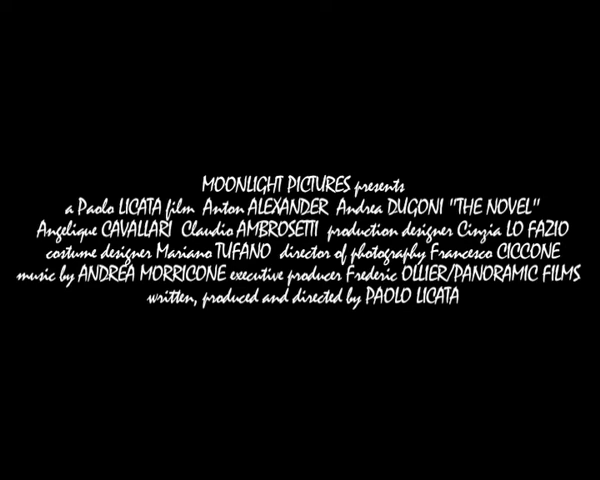 MOONLIGHT PICTURES presents
a Paolo LICATA film Anton ALEXANDER Andrea DUGONI "THE NOVEL"
Angelique CAVALLARI Claudio AMBROSETTI production designer Cinzia LO FAZIO
costume designer Mariano TUFANO director of photography Francesco CICCONE
music by ANDREA MORRICONE executive producer Frederic OLLIER/PANORAMIC FILMS
written, produced and directed by PAOLO LICATA